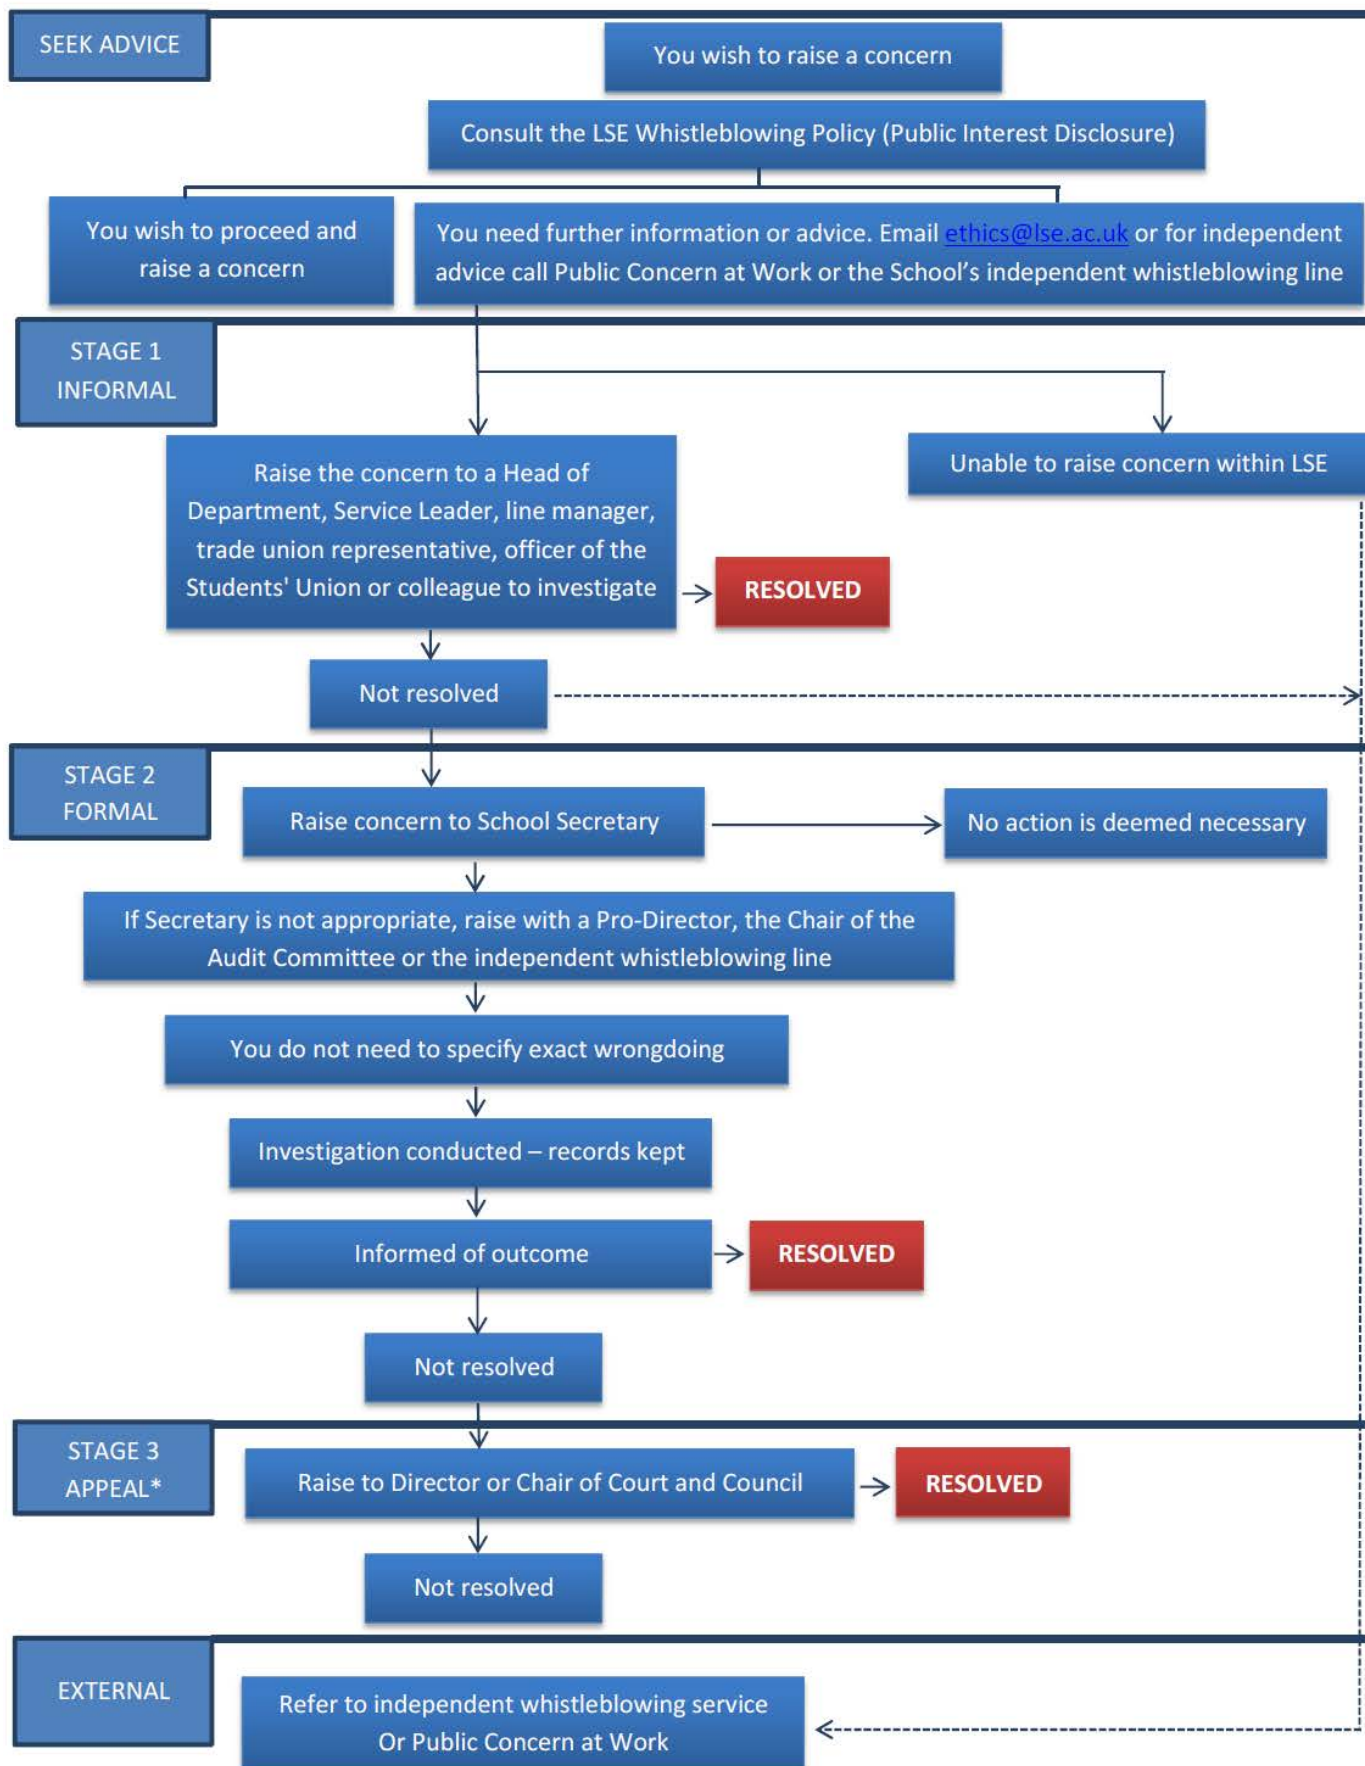 SEEK ADVICE
You wish to raise a concern
Consult the LSE Whistleblowing Policy (Public Interest Disclosure)
You wish to proceed and
raise a concern
You need further information or advice. Email ethics@lse.ac.uk or for independent
advice call Public Concern at Work or the School’s independent whistleblowing line
STAGE 1
INFORMAL
Raise the concern to a Head of
Department, Service Leader, line manager,
trade union representative, officer of the
Students' Union or colleague to investigate
RESOLVED
Unable to raise concern within LSE
Not resolved
STAGE 2
FORMAL
Raise concern to School Secretary
No action is deemed necessary
If Secretary is not appropriate, raise with a Pro-Director, the Chair of the
Audit Committee or the independent whistleblowing line
You do not need to specify exact wrongdoing
Investigation conducted – records kept
Informed of outcome
RESOLVED
Not resolved
STAGE 3
APPEAL*
Raise to Director or Chair of Court and Council
RESOLVED
Not resolved
EXTERNAL
Refer to independent whistleblowing service
Or Public Concern at Work